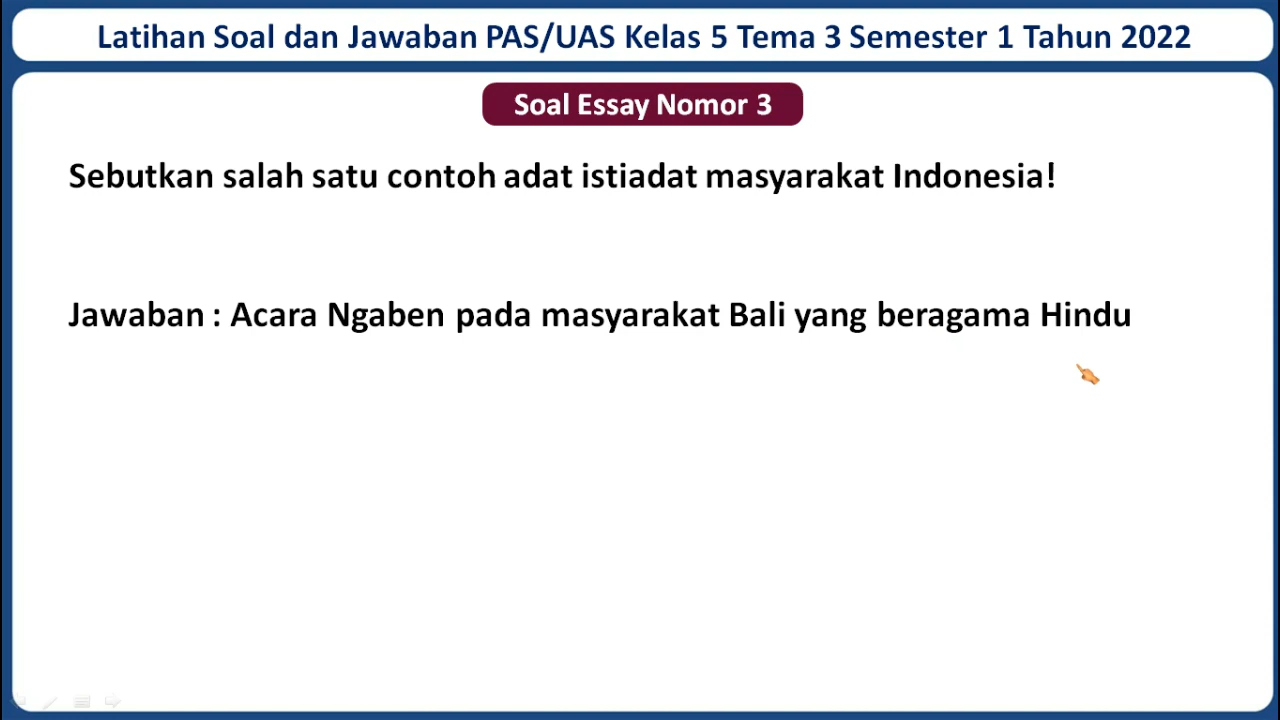 Latihan Soal dan Jawaban PAS/UAS Kelas 5 Tema 3 Semester 1 Tahun 2022
Soal Essay Nomor 3
Sebutkan salah satu contoh adat istiadat masyarakat Indonesia!
Jawaban : Acara Ngaben pada masyarakat Bali yang beragama Hindu